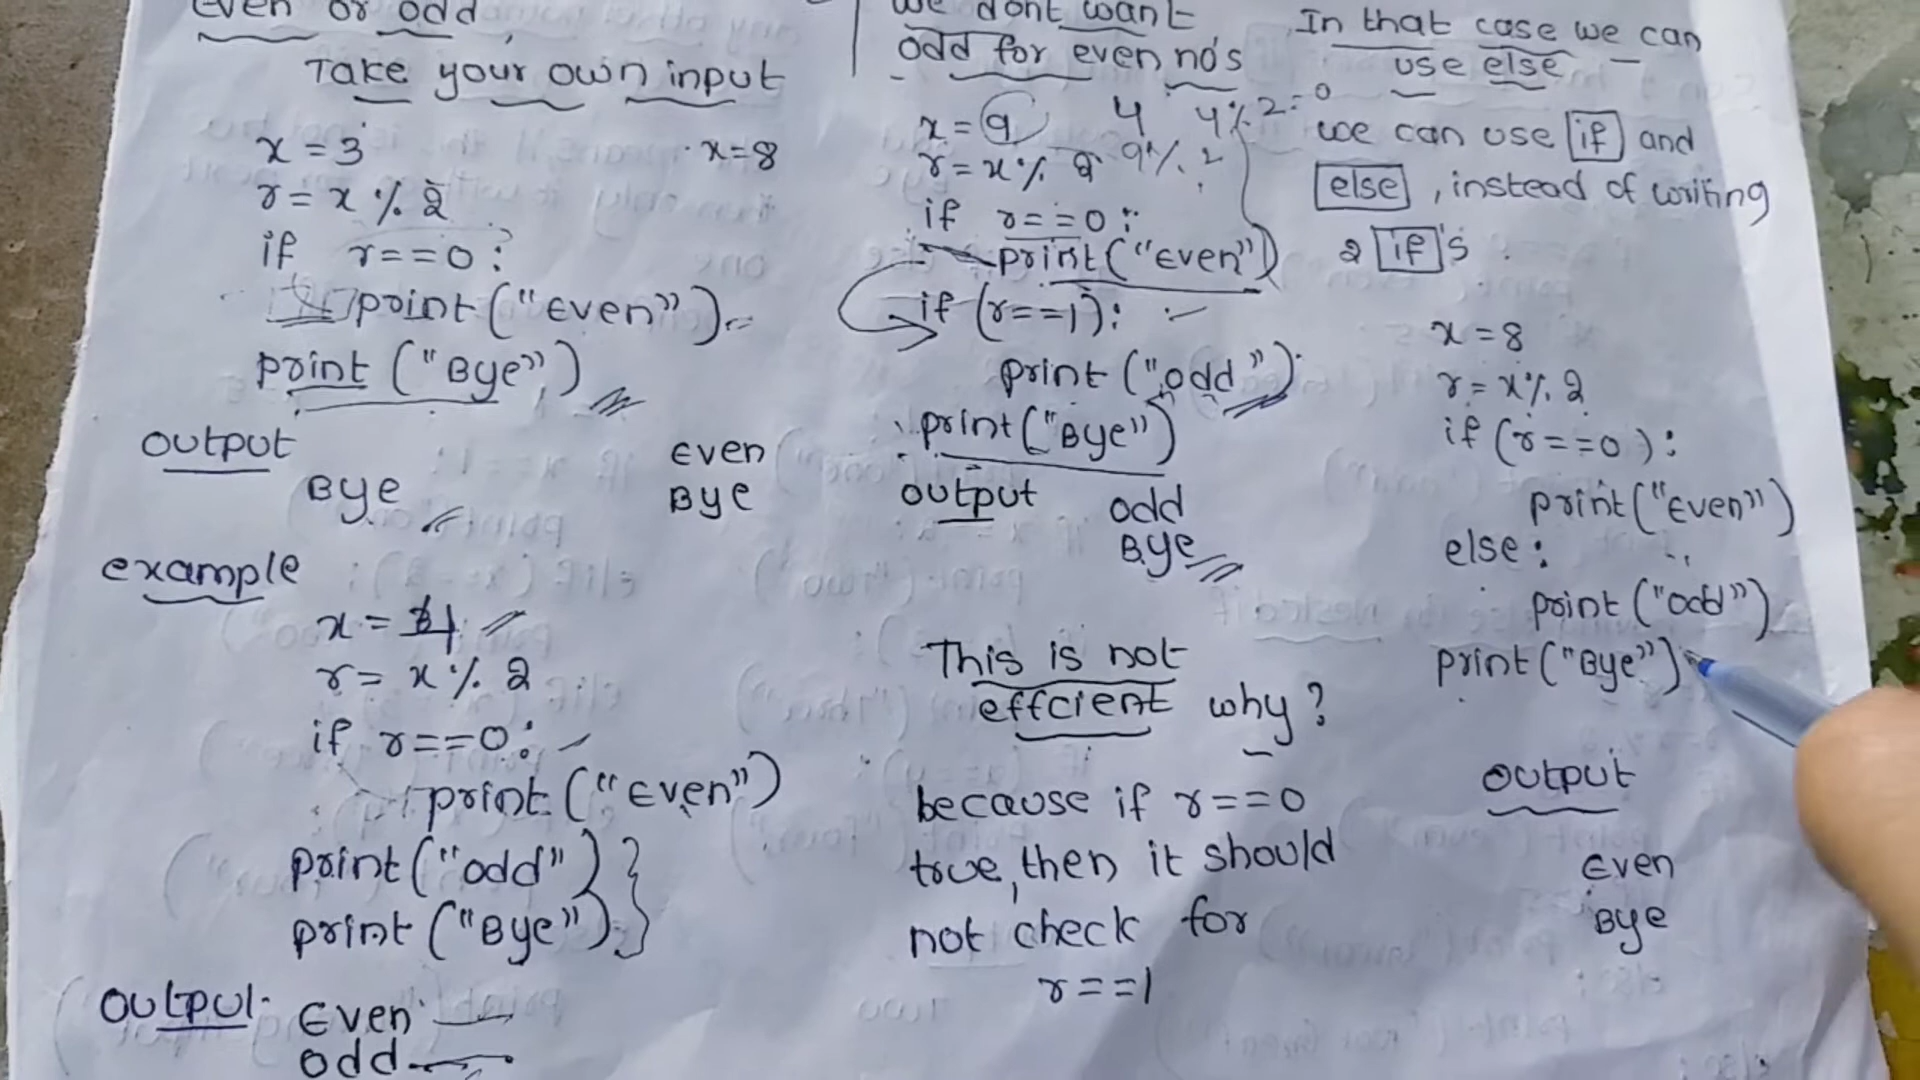 Even or odd
Take your own input
x = 3
x=8
r = x % 2
if r==0 :
print("Even")
print ("Bye")
output
Bye
Even
Bye
example
x = 4
r = x % 2
if r==0 :
print ("Even")
print("odd")
print ("Bye")
output
Even
odd
we dont want
odd for even no's
x = 9
4 4%2=0
r = x % 2 9%2
if r==0 :
print("Even")
if (r==1):
print ("odd")
print("Bye")
output
odd
Bye
This is not
effcient why?
because if r==0
true, then it should
not check for
r==1
In that case we can
use else
we can use if and
else, instead of writing
2 if's
x = 8
r = x % 2
if (r==0):
print("Even")
else:
print ("odd")
print("Bye")
output
Even
Bye